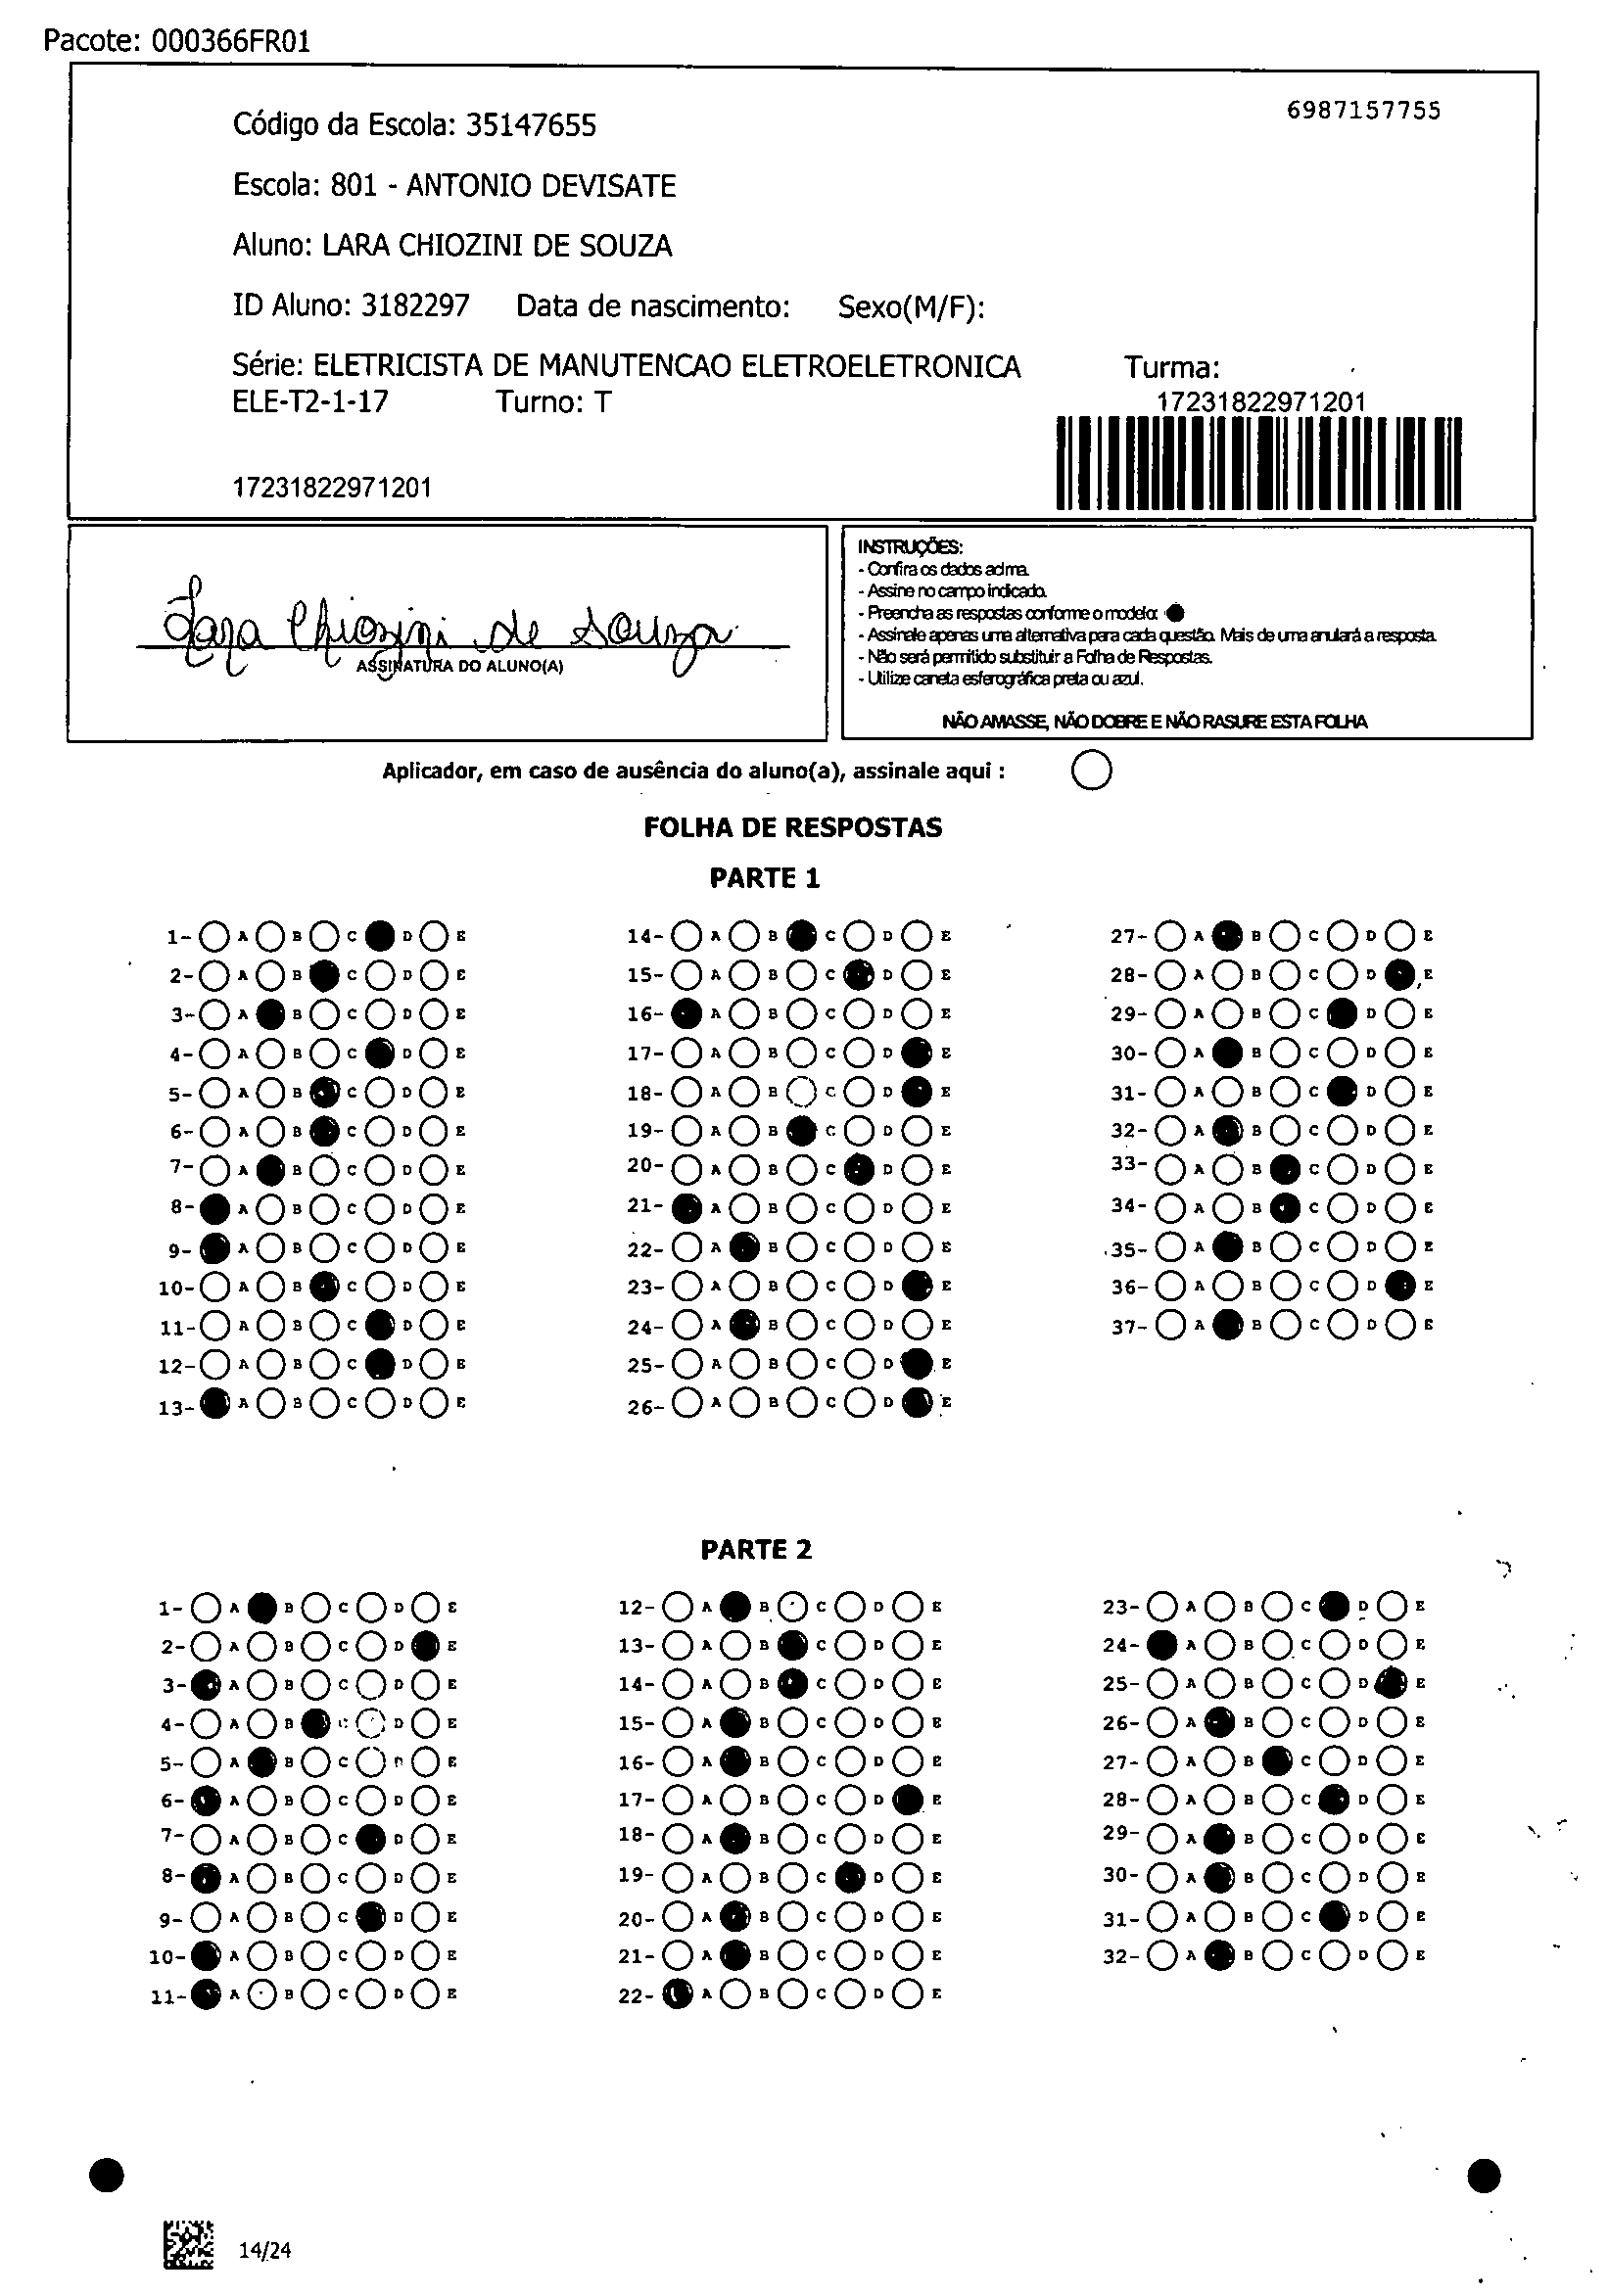 Pacote: 000366FR01
6987157755
Código da Escola: 35147655
Escola: 801 - ANTONIO DEVISATE
Aluno: LARA CHIOZINI DE SOUZA
ID Aluno: 3182297 Data de nascimento: Sexo(M/F):
Série: ELETRICISTA DE MANUTENCAO ELETROELETRONICA Turma:
ELE-T2-1-17 Turno: T 17231822971201
17231822971201
Lara Chiozini de Souza
ASSINATURA DO ALUNO(A)
INSTRUÇÕES:
- Confira os dados acima.
- Assine no campo indicado.
- Preencha as respostas conforme o modelo:
- Assinale apenas uma alternativa para cada questão. Mais de uma anulará a resposta.
- Não será permitido substituir a Folha de Respostas.
- Utilize caneta esferográfica preta ou azul.
NÃO AMASSE, NÃO DOBRE E NÃO RASURE ESTA FOLHA
Aplicador, em caso de ausência do aluno(a), assinale aqui :
FOLHA DE RESPOSTAS
PARTE 1
1- A B C D E 14- A B C D E 27- A B C D E
2- A B C D E 15- A B C D E 28- A B C D E
3- A B C D E 16- A B C D E 29- A B C D E
4- A B C D E 17- A B C D E 30- A B C D E
5- A B C D E 18- A B C D E 31- A B C D E
6- A B C D E 19- A B C D E 32- A B C D E
7- A B C D E 20- A B C D E 33- A B C D E
8- A B C D E 21- A B C D E 34- A B C D E
9- A B C D E 22- A B C D E 35- A B C D E
10- A B C D E 23- A B C D E 36- A B C D E
11- A B C D E 24- A B C D E 37- A B C D E
12- A B C D E 25- A B C D E
13- A B C D E 26- A B C D E
PARTE 2
1- A B C D E 12- A B C D E 23- A B C D E
2- A B C D E 13- A B C D E 24- A B C D E
3- A B C D E 14- A B C D E 25- A B C D E
4- A B C D E 15- A B C D E 26- A B C D E
5- A B C D E 16- A B C D E 27- A B C D E
6- A B C D E 17- A B C D E 28- A B C D E
7- A B C D E 18- A B C D E 29- A B C D E
8- A B C D E 19- A B C D E 30- A B C D E
9- A B C D E 20- A B C D E 31- A B C D E
10- A B C D E 21- A B C D E 32- A B C D E
11- A B C D E 22- A B C D E
14/24